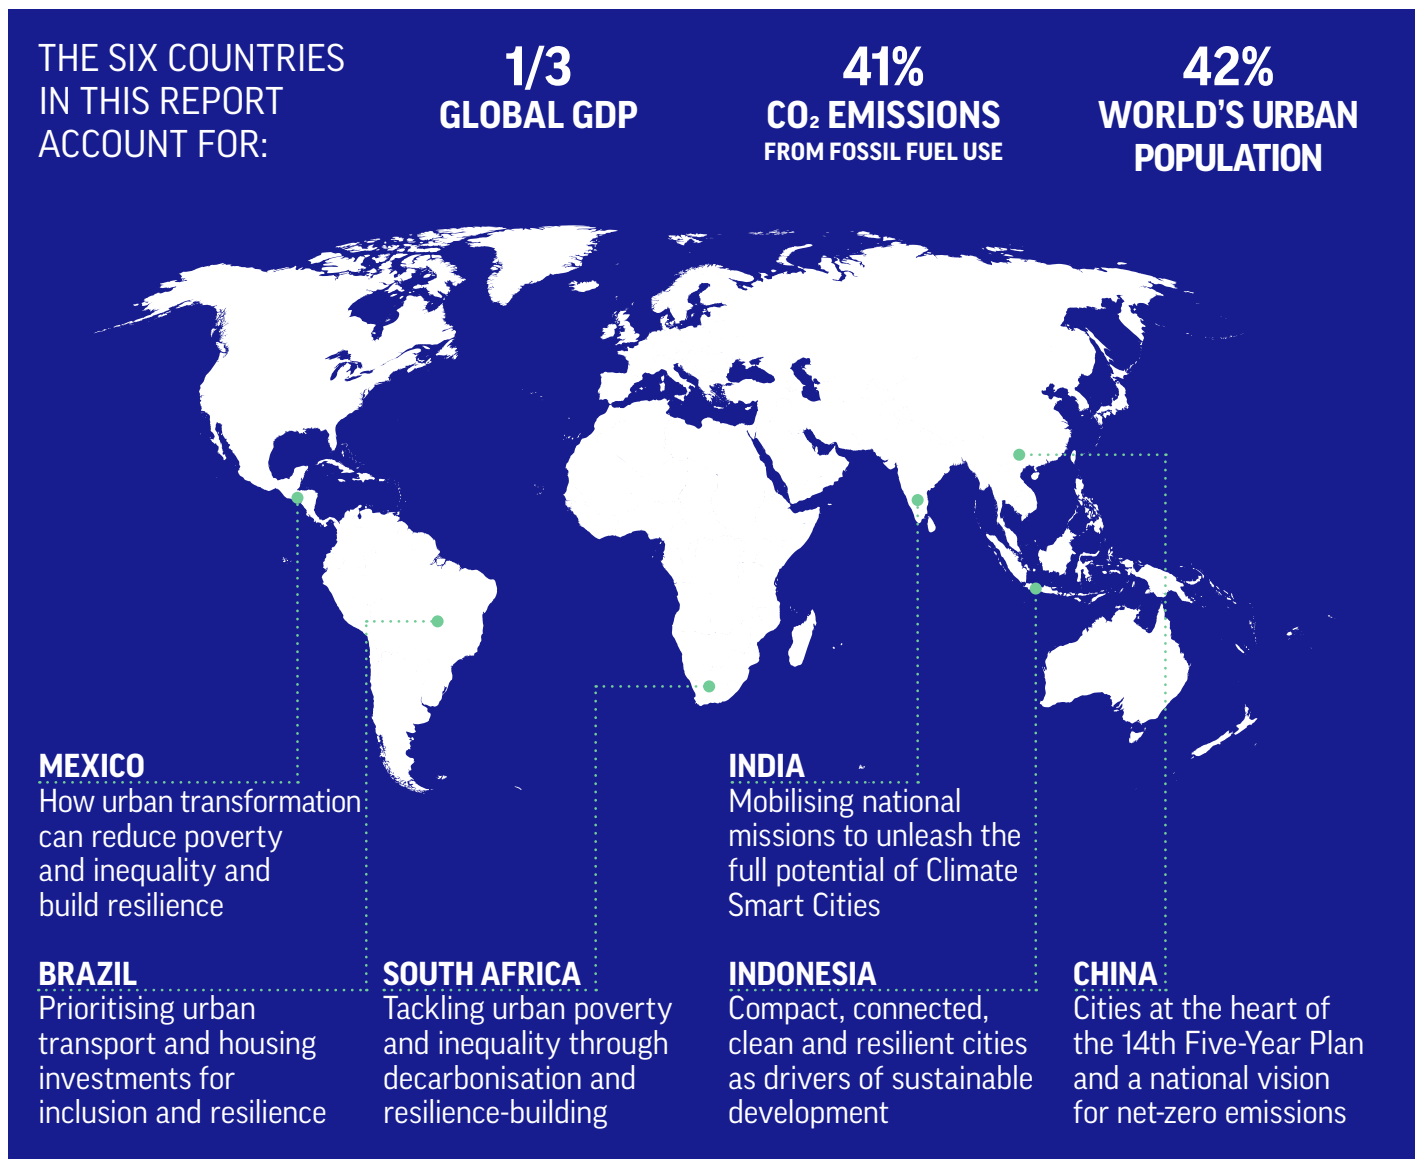 THE SIX COUNTRIES
IN THIS REPORT
ACCOUNT FOR:
1/3
GLOBAL GDP
41%
CO₂ EMISSIONS
FROM FOSSIL FUEL USE
42%
WORLD'S URBAN
POPULATION
MEXICO
How urban transformation
can reduce poverty
and inequality and
build resilience
INDIA
Mobilising national
missions to unleash the
full potential of Climate
Smart Cities
BRAZIL
Prioritising urban
transport and housing
investments for
inclusion and resilience
SOUTH AFRICA
Tackling urban poverty
and inequality through
decarbonisation and
resilience-building
INDONESIA
Compact, connected,
clean and resilient cities
as drivers of sustainable
development
CHINA
Cities at the heart of
the 14th Five-Year Plan
and a national vision
for net-zero emissions